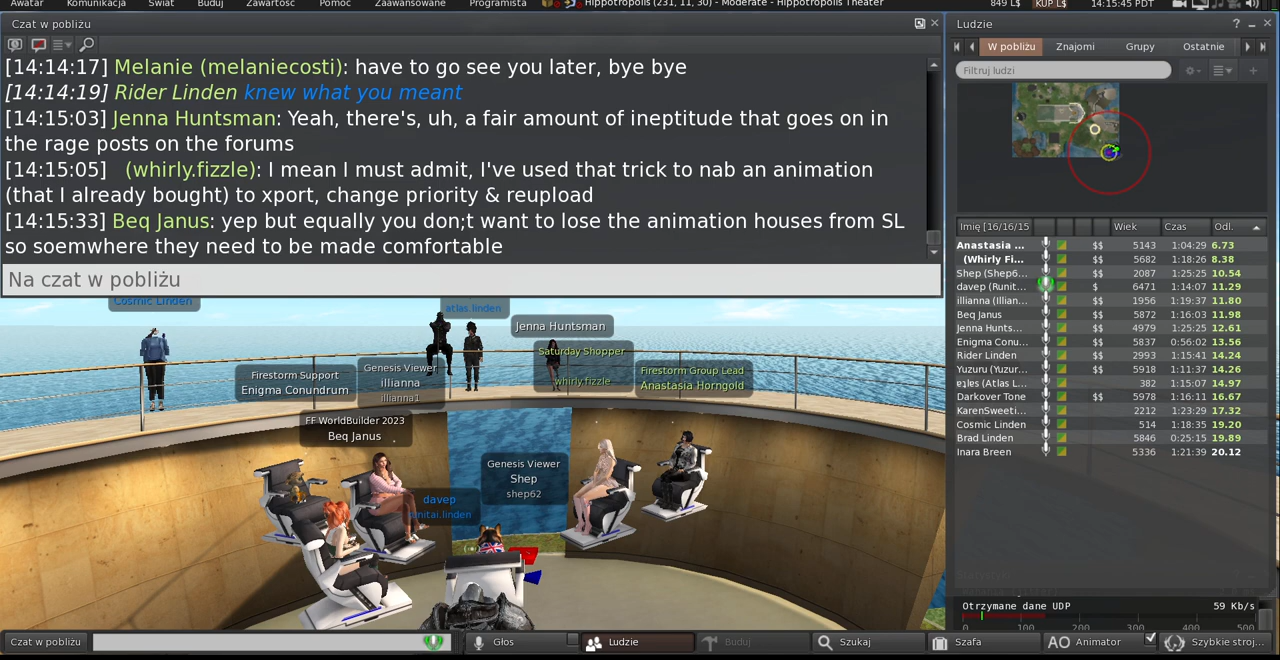 Awatar Komunikacja Świat Buduj Zawartość Pomoc Zaawansowane Programista Hippotropolis (231, 11, 30) - Moderate - Hippotropolis Theater 849 L$ KUP L$ 14:15:45 PDT
Czat w pobliżu
[14:14:17] Melanie (melaniecosti): have to go see you later, bye bye
[14:14:19] Rider Linden knew what you meant
[14:15:03] Jenna Huntsman: Yeah, there's, uh, a fair amount of ineptitude that goes on in
the rage posts on the forums
[14:15:05] (whirly.fizzle): I mean I must admit, I've used that trick to nab an animation
(that I already bought) to xport, change priority & reupload
[14:15:33] Beq Janus: yep but equally you don;t want to lose the animation houses from SL
so soemwhere they need to be made comfortable
Na czat w pobliżu
Cosmic Linden
atlas.linden
Jenna Huntsman
Saturday Shopper
whirly.fizzle
Firestorm Group Lead
Anastasia Horngold
Firestorm Support
Enigma Conundrum
Genesis Viewer
illianna
illianna1
FF WorldBuilder 2023
Beq Janus
Genesis Viewer
Shep
shep62
davep
Ludzie
? _ ×
W pobliżu Znajomi Grupy Ostatnie
Filtruj ludzi
Imię [16/16/15 Wiek Czas Odl.
Anastasia ... $$ 5143 1:04:29 6.73
(Whirly Fi... $$ 5682 1:18:26 8.38
Shep (Shep6... $$ 2087 1:25:25 10.54
davep (Runit... $ 6471 1:14:07 11.29
illianna (Illian... $$ 1956 1:19:37 11.80
Beq Janus $$ 5872 1:16:03 11.98
Jenna Hunts... $$ 4979 1:25:25 12.61
Enigma Conu... $$ 5837 0:56:02 13.56
Rider Linden $$ 2993 1:15:41 14.24
Yuzuru (Yuzur... $$ 5918 1:11:37 14.26
(Atlas L... 382 1:15:07 14.97
Darkover Tone $$ 5978 1:16:11 16.67
KarenSweeti... 2212 1:23:29 17.32
Cosmic Linden 514 1:18:35 19.20
Brad Linden 5846 0:25:15 19.89
Inara Breen 5336 1:21:39 20.12
Otrzymane dane UDP 59 Kb/s
0 100 200 300 400 500
Czat w pobliżu Głos Ludzie Buduj Szukaj Szafa AO Animator Szybkie stroj...